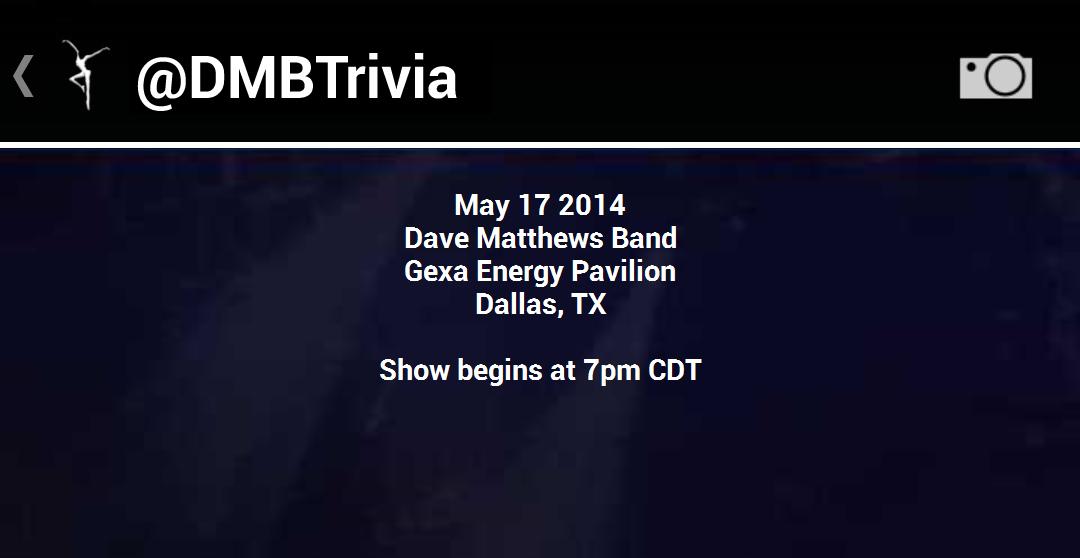 @DMBTrivia
May 17 2014
Dave Matthews Band
Gexa Energy Pavilion
Dallas, TX
Show begins at 7pm CDT